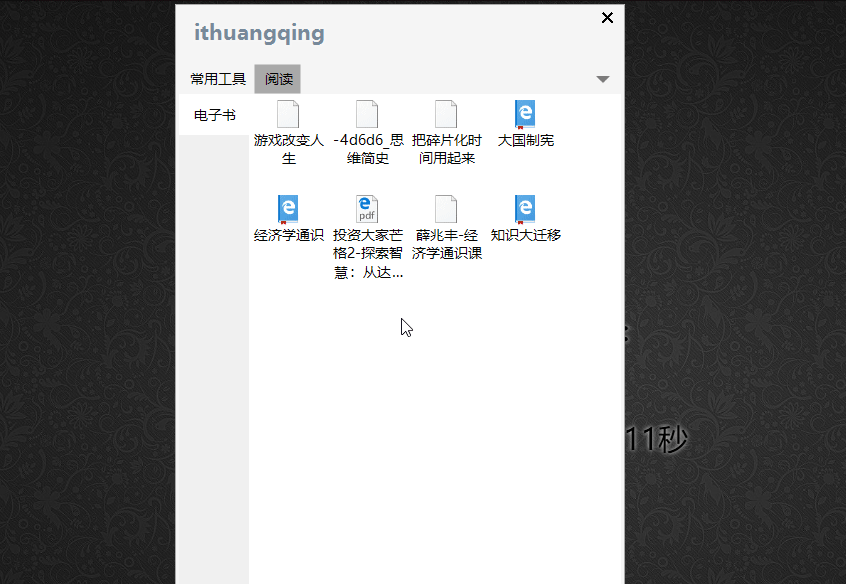 ithuangqing
常用工具 阅读
电子书
游戏改变人
生
-4d6d6_思
维简史
把碎片化时
间用起来
大国制宪
经济学通识
pdf
投资大家芒
格2-探索智
慧：从达...
薛兆丰-经
济学通识课
知识大迁移
11秒